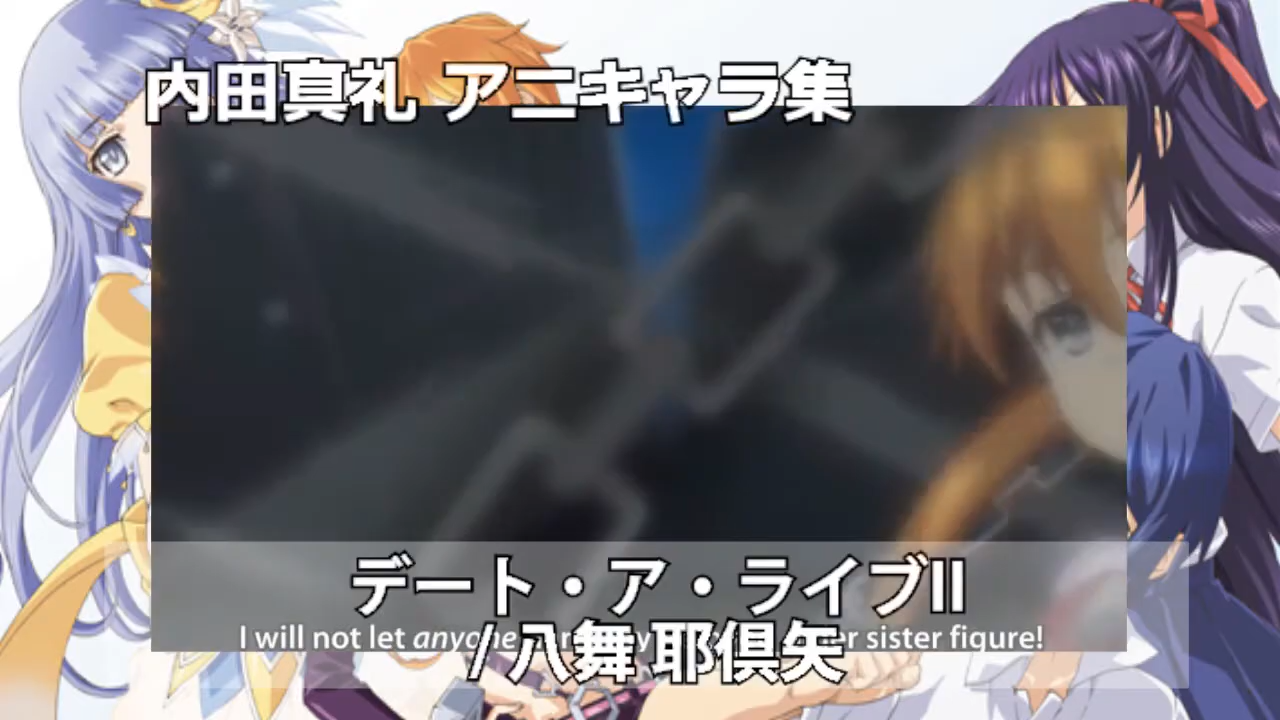 内田真礼 アニキャラ集
デート・ア・ライブII
/ 八舞 耶倶矢
I will not let anyone sister figure!